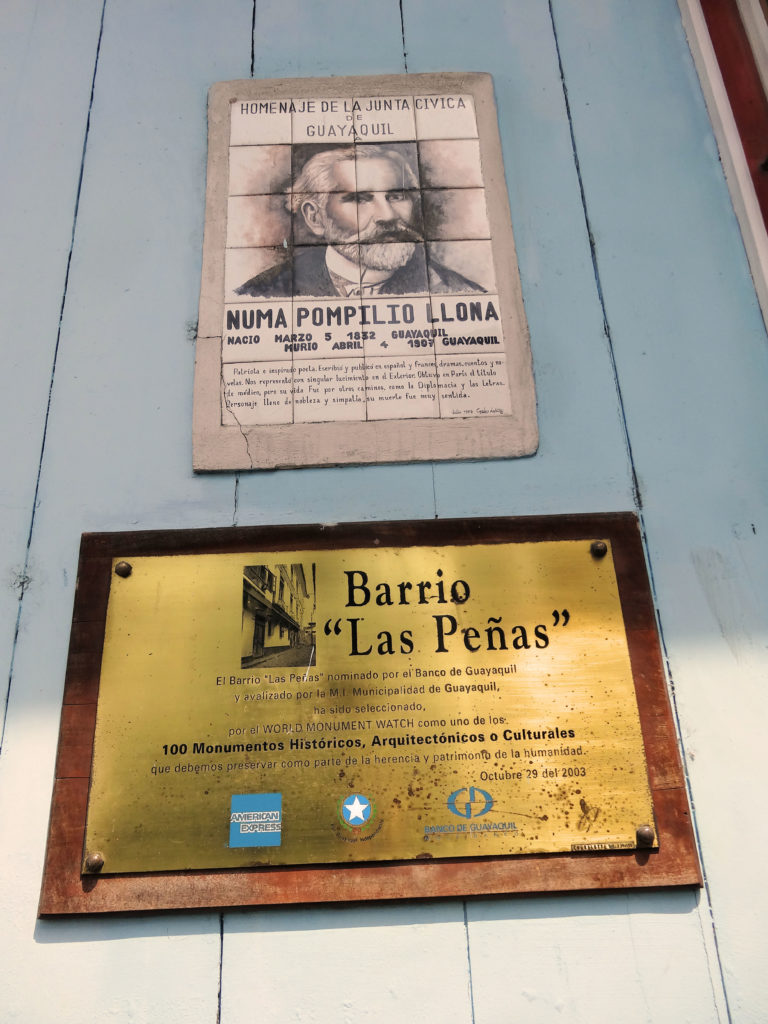 HOMENAJE DE LA JUNTA CIVICA
DE
GUAYAQUIL
A
NUMA POMPILIO LLONA
NACIO MARZO 5 1832 GUAYAQUIL
MURIO ABRIL 4 1907 GUAYAQUIL
Patriota e inspirado poeta. Escribió y publicó en español y frances, dramas, cuentos y no-
velas. Nos representó con singular lucimiento en el Exterior. Obtuvo en París el título
de médico, pero su vida Fue por otros caminos, como la Diplomacia y las Letras.
Personaje lleno de nobleza y simpatía, su muerte Fue muy sentida.
Barrio
“Las Peñas”
El Barrio "Las Peñas" nominado por el Banco de Guayaquil
y avalizado por la M.I. Municipalidad de Guayaquil,
ha sido seleccionado,
por el WORLD MONUMENT WATCH como uno de los:
100 Monumentos Históricos, Arquitectónicos o Culturales
que debemos preservar como parte de la herencia y patrimonio de la humanidad.
Octubre 29 del 2003
AMERICAN
EXPRESS
BANCO DE GUAYAQUIL